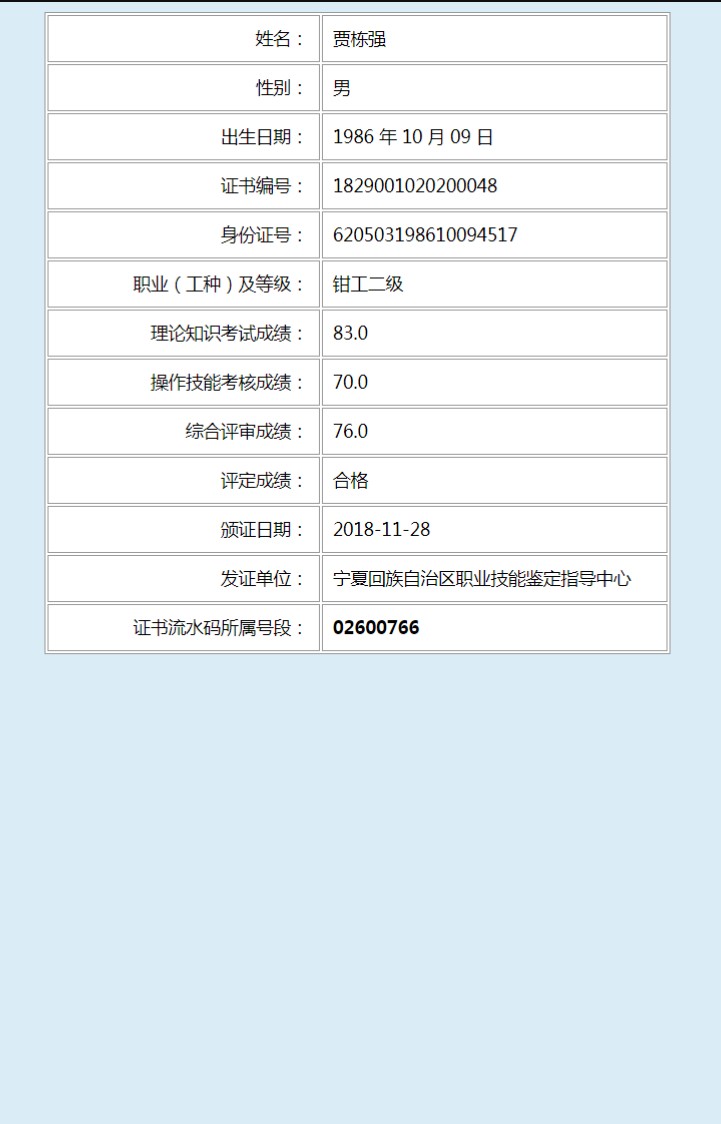 姓名： 贾栋强
性别： 男
出生日期： 1986 年 10 月 09 日
证书编号： 1829001020200048
身份证号： 620503198610094517
职业（工种）及等级： 钳工二级
理论知识考试成绩： 83.0
操作技能考核成绩： 70.0
综合评审成绩： 76.0
评定成绩： 合格
颁证日期： 2018-11-28
发证单位： 宁夏回族自治区职业技能鉴定指导中心
证书流水码所属号段： 02600766